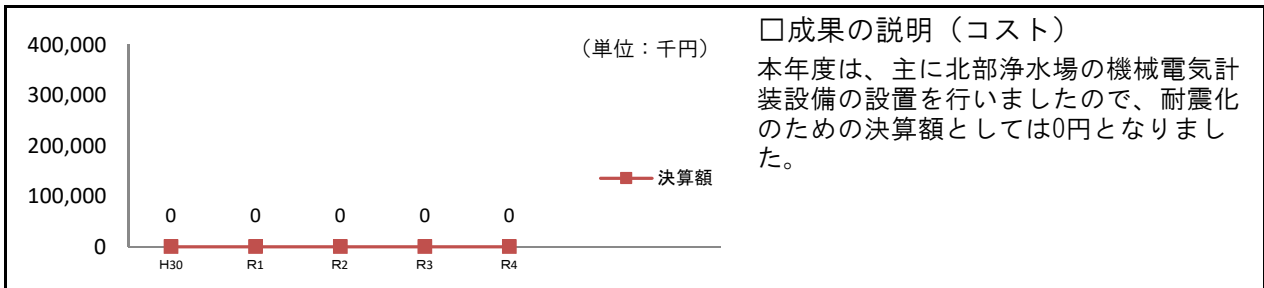 (単位：千円)
400,000
300,000
200,000
100,000
0
0 0 0 0 0
H30 R1 R2 R3 R4
決算額
□成果の説明（コスト）
本年度は、主に北部浄水場の機械電気計
装設備の設置を行いましたので、耐震化
のための決算額としては0円となりまし
た。